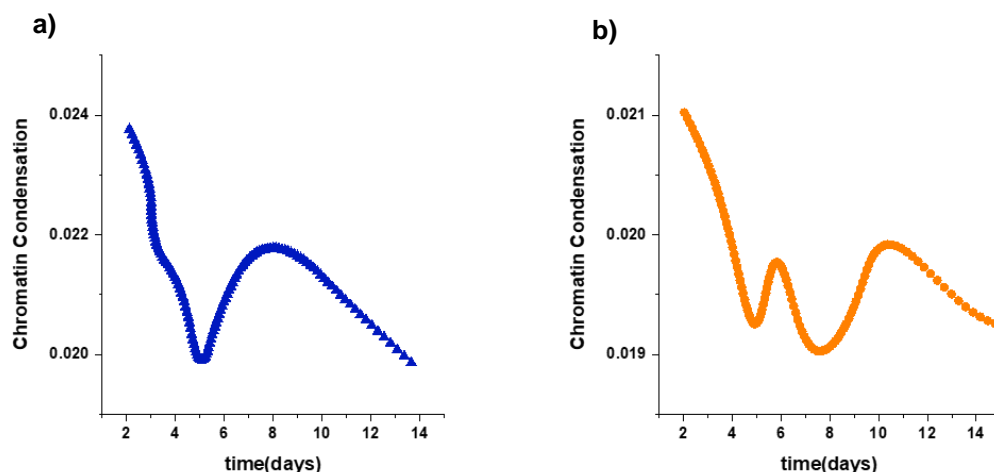 a)
0.024
0.022
0.020
Chromatin Condensation
2 4 6 8 10 12 14
time(days)
b)
0.021
0.020
0.019
Chromatin Condensation
2 4 6 8 10 12 14
time(days)